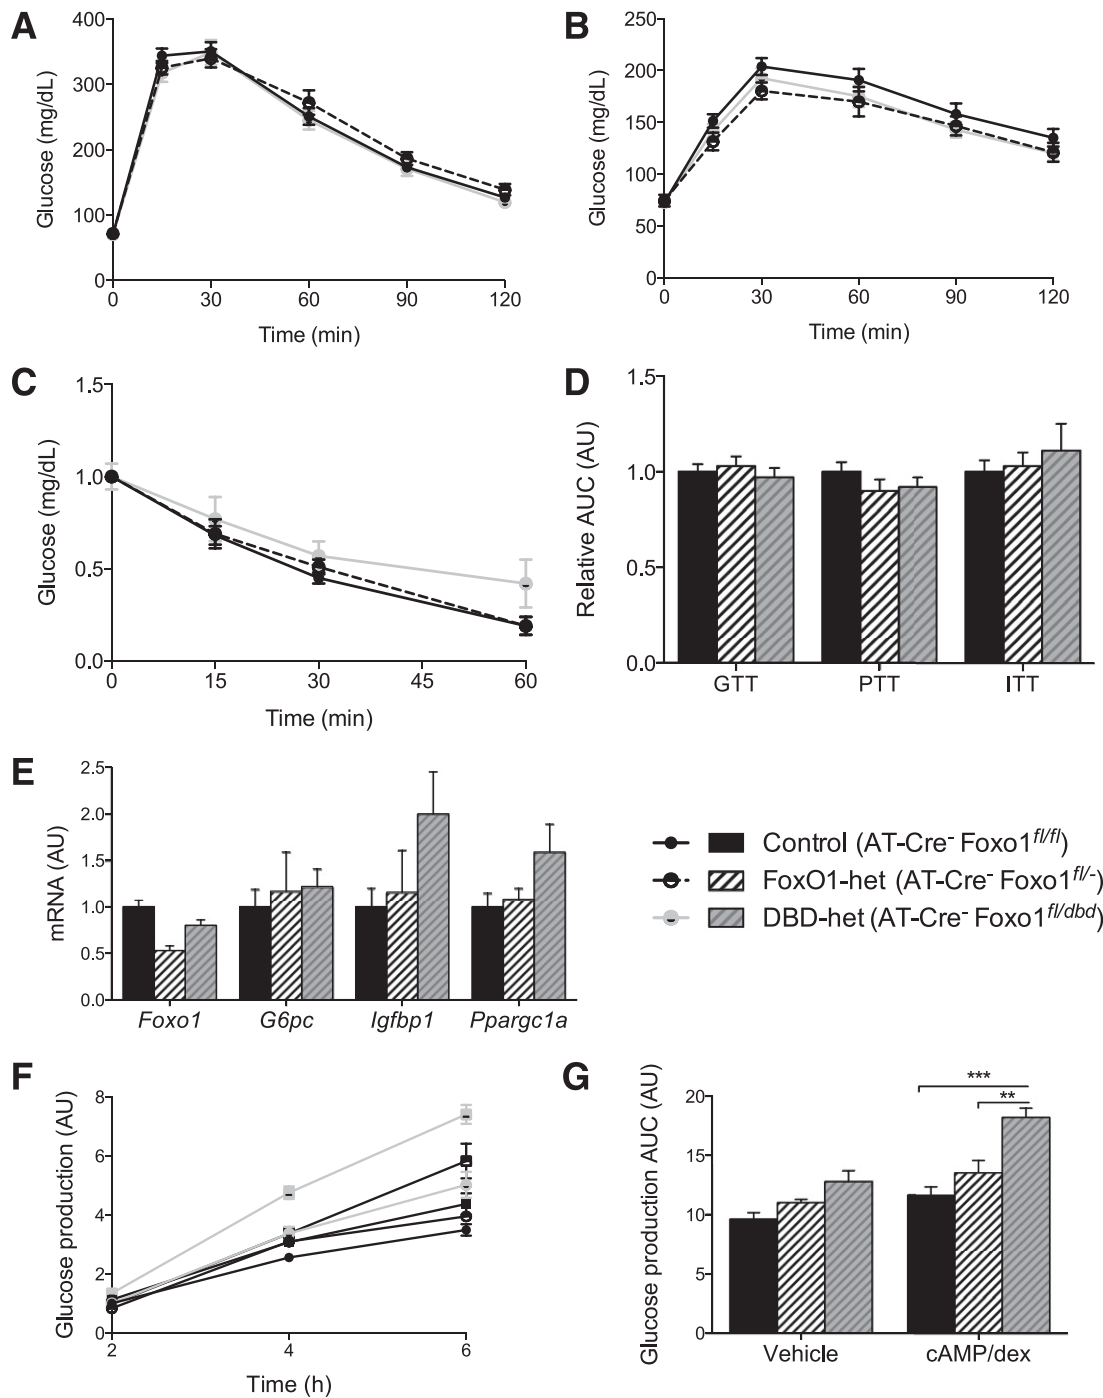 A
Glucose (mg/dL)
400
300
200
100
0
0 30 60 90 120
Time (min)
B
Glucose (mg/dL)
250
200
150
100
50
0
0 30 60 90 120
Time (min)
C
Glucose (mg/dL)
1.5
1.0
0.5
0.0
0 15 30 45 60
Time (min)
D
Relative AUC (AU)
1.5
1.0
0.5
0.0
GTT PTT ITT
E
mRNA (AU)
2.5
2.0
1.5
1.0
0.5
0.0
Foxo1 G6pc Igfbp1 Ppargc1a
Control (AT-Cre⁻ Foxo1^fl/fl)
FoxO1-het (AT-Cre⁻ Foxo1^fl/-)
DBD-het (AT-Cre⁻ Foxo1^fl/dbd)
F
Glucose production (AU)
8
6
4
2
0
2 4 6
Time (h)
G
Glucose production AUC (AU)
20
15
10
5
0
***
**
Vehicle cAMP/dex